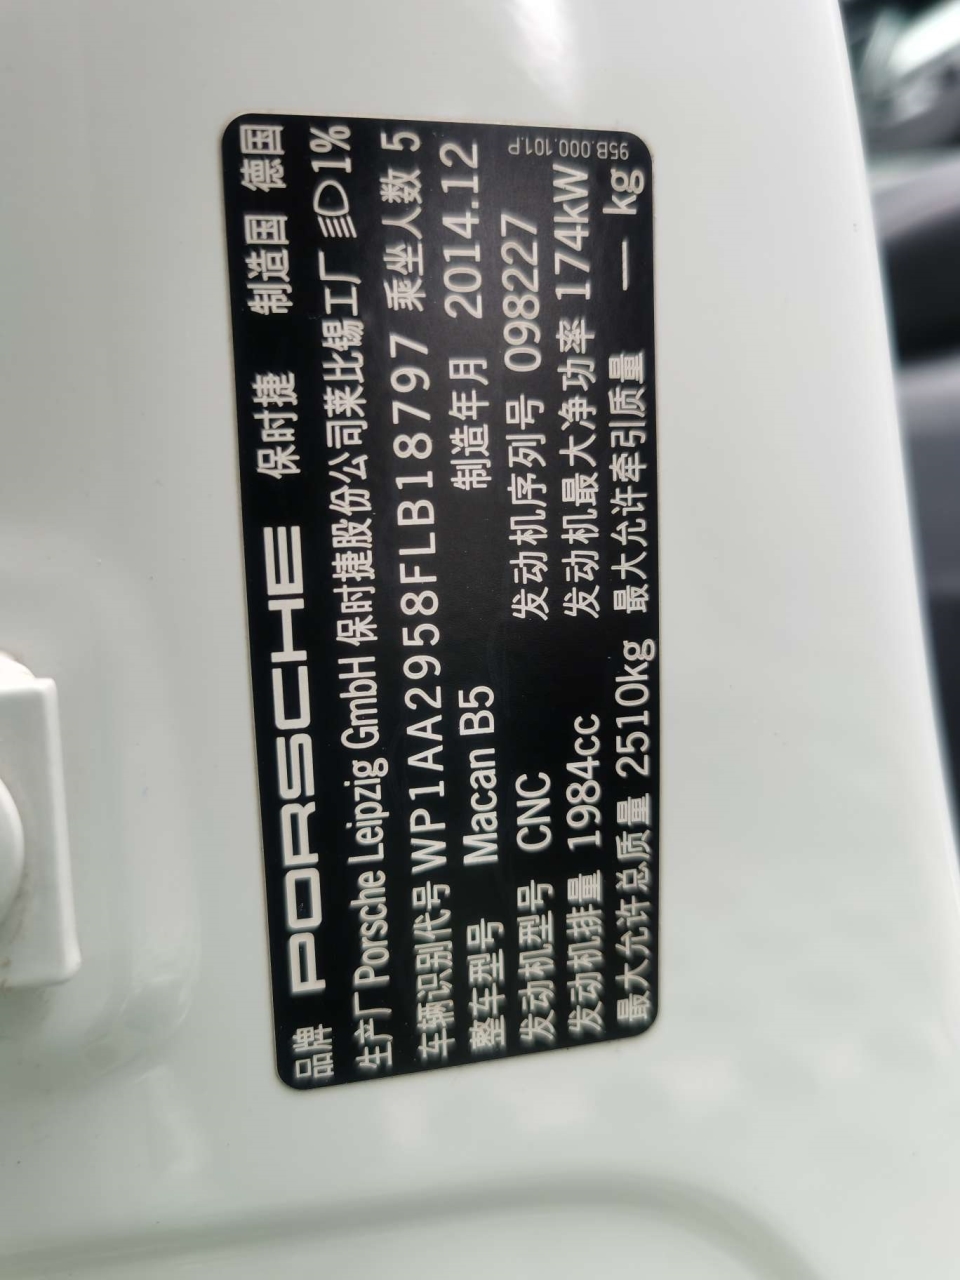 品牌 PORSCHE 保时捷 制造国 德国
生产厂 Porsche Leipzig GmbH 保时捷股份公司莱比锡工厂 1%
车辆识别代号 WP1AA2958FLB18797 乘坐人数 5
整车型号 Macan B5 制造年月 2014.12
发动机型号 CNC 发动机序列号 098227
发动机排量 1984cc 发动机最大净功率 174kW
最大允许总质量 2510kg 最大允许牵引质量 — kg
95B.000.101.P